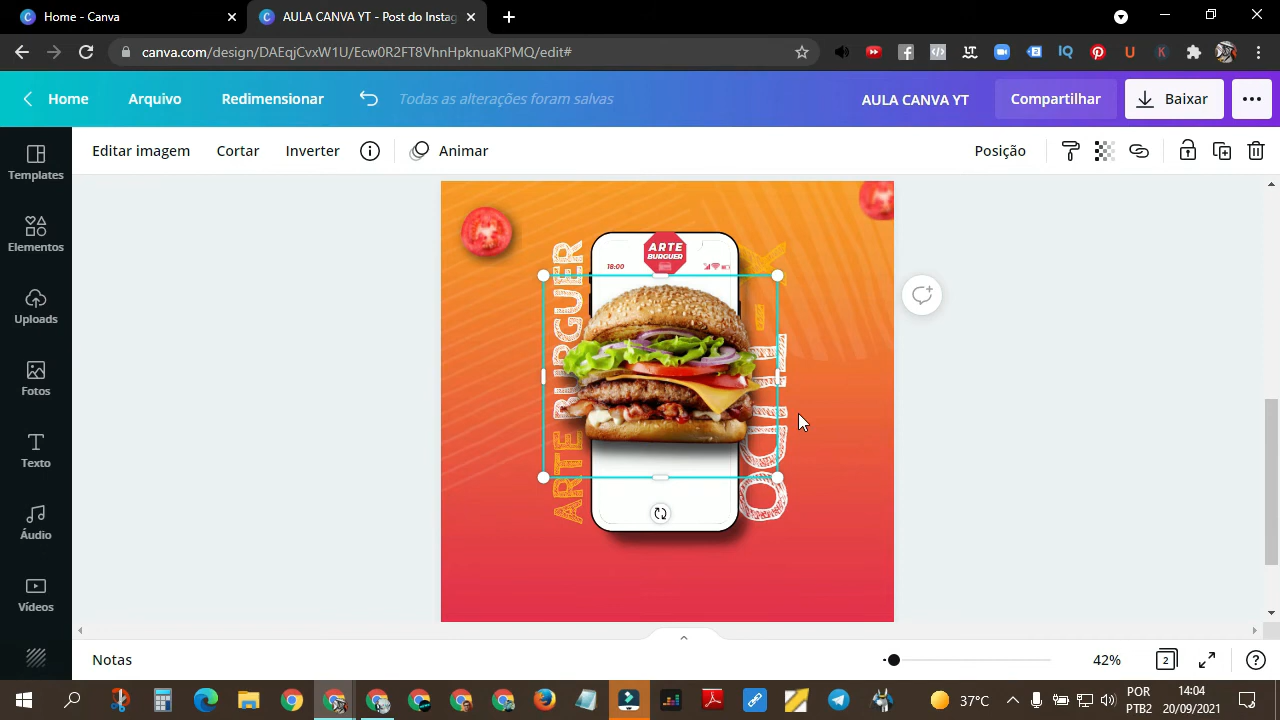 Home - Canva
AULA CANVA YT - Post do Instag
canva.com/design/DAEqjCvxW1U/Ecw0R2FT8VhnHpknuaKPMQ/edit#
Home
Arquivo
Redimensionar
Todas as alterações foram salvas
AULA CANVA YT
Compartilhar
Baixar
Editar imagem
Cortar
Inverter
Animar
Posição
Templates
Elementos
Uploads
Fotos
Texto
Áudio
Vídeos
ARTE
BURGUER
18:00
ARTE BURGUER
Notas
42%
2
37°C
POR
PTB2
14:04
20/09/2021